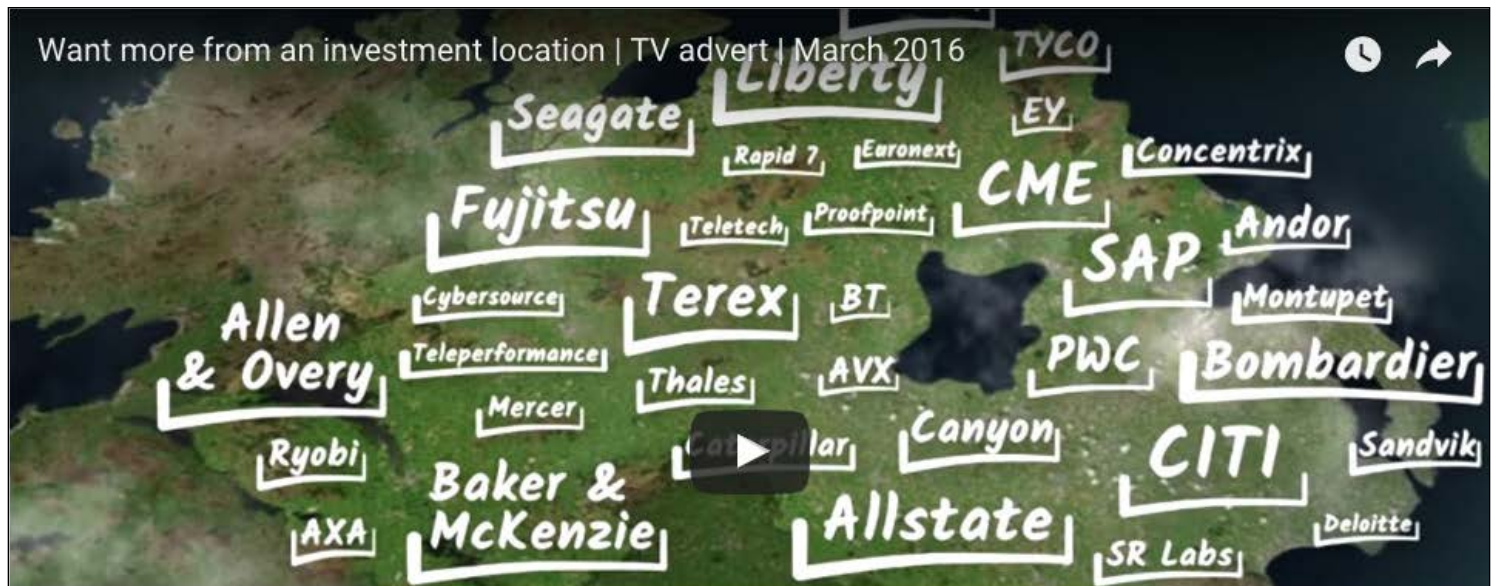 Want more from an investment location | TV advert | March 2016
TYCO
Liberty
Seagate
EY
Rapid 7
Euronext
Concentrix
CME
Fujitsu
Teletech
Proofpoint
Andor
SAP
Cybersource
Terex
BT
Montupet
Allen
& Overy
Teleperformance
Thales
AVX
PWC
Bombardier
Mercer
Ryobi
Caterpillar
Canyon
CITI
Sandvik
Baker &
McKenzie
AXA
Allstate
SR Labs
Deloitte